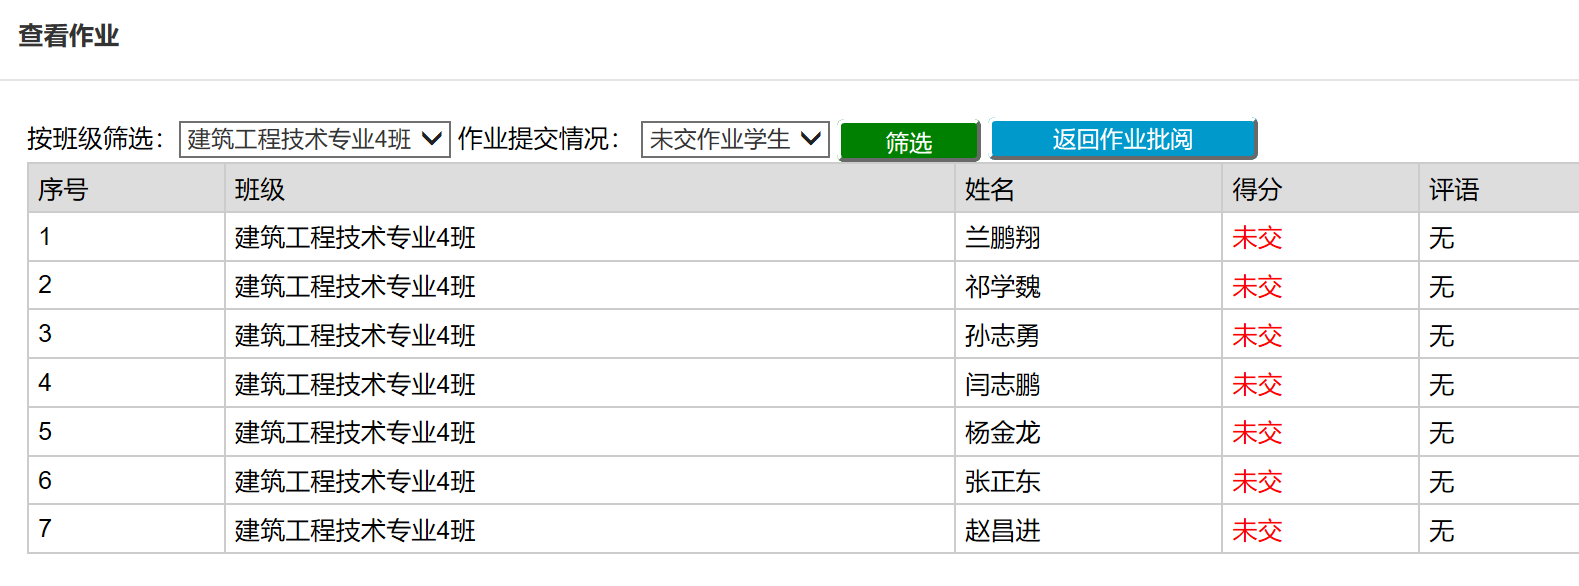 查看作业
按班级筛选： 建筑工程技术专业4班 作业提交情况： 未交作业学生 筛选 返回作业批阅
序号 班级 姓名 得分 评语
1 建筑工程技术专业4班 兰鹏翔 未交 无
2 建筑工程技术专业4班 祁学魏 未交 无
3 建筑工程技术专业4班 孙志勇 未交 无
4 建筑工程技术专业4班 闫志鹏 未交 无
5 建筑工程技术专业4班 杨金龙 未交 无
6 建筑工程技术专业4班 张正东 未交 无
7 建筑工程技术专业4班 赵昌进 未交 无